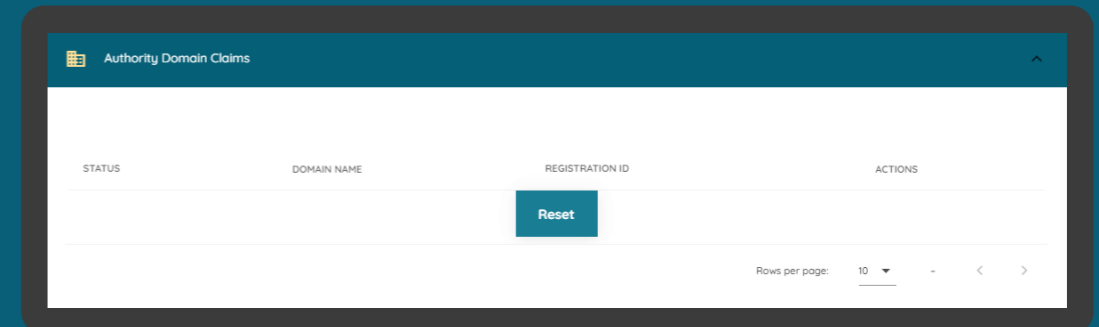 Authority Domain Claims
STATUS DOMAIN NAME REGISTRATION ID ACTIONS
Reset
Rows per page: 10 -